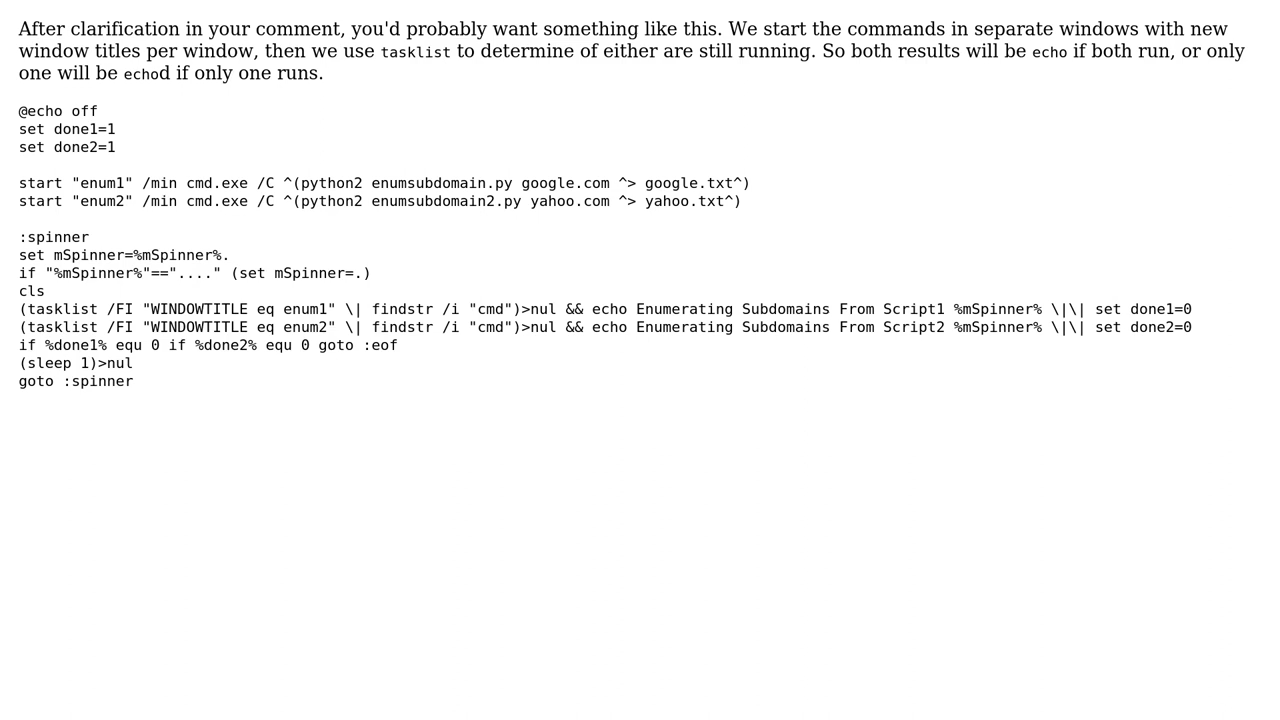 After clarification in your comment, you'd probably want something like this. We start the commands in separate windows with new
window titles per window, then we use tasklist to determine of either are still running. So both results will be echo if both run, or only
one will be echod if only one runs.
@echo off
set done1=1
set done2=1
start "enum1" /min cmd.exe /C ^(python2 enumsubdomain.py google.com ^> google.txt^)
start "enum2" /min cmd.exe /C ^(python2 enumsubdomain2.py yahoo.com ^> yahoo.txt^)
:spinner
set mSpinner=%mSpinner%.
if "%mSpinner%"=="...." (set mSpinner=.)
cls
(tasklist /FI "WINDOWTITLE eq enum1" \| findstr /i "cmd")>nul && echo Enumerating Subdomains From Script1 %mSpinner% \|\| set done1=0
(tasklist /FI "WINDOWTITLE eq enum2" \| findstr /i "cmd")>nul && echo Enumerating Subdomains From Script2 %mSpinner% \|\| set done2=0
if %done1% equ 0 if %done2% equ 0 goto :eof
(sleep 1)>nul
goto :spinner